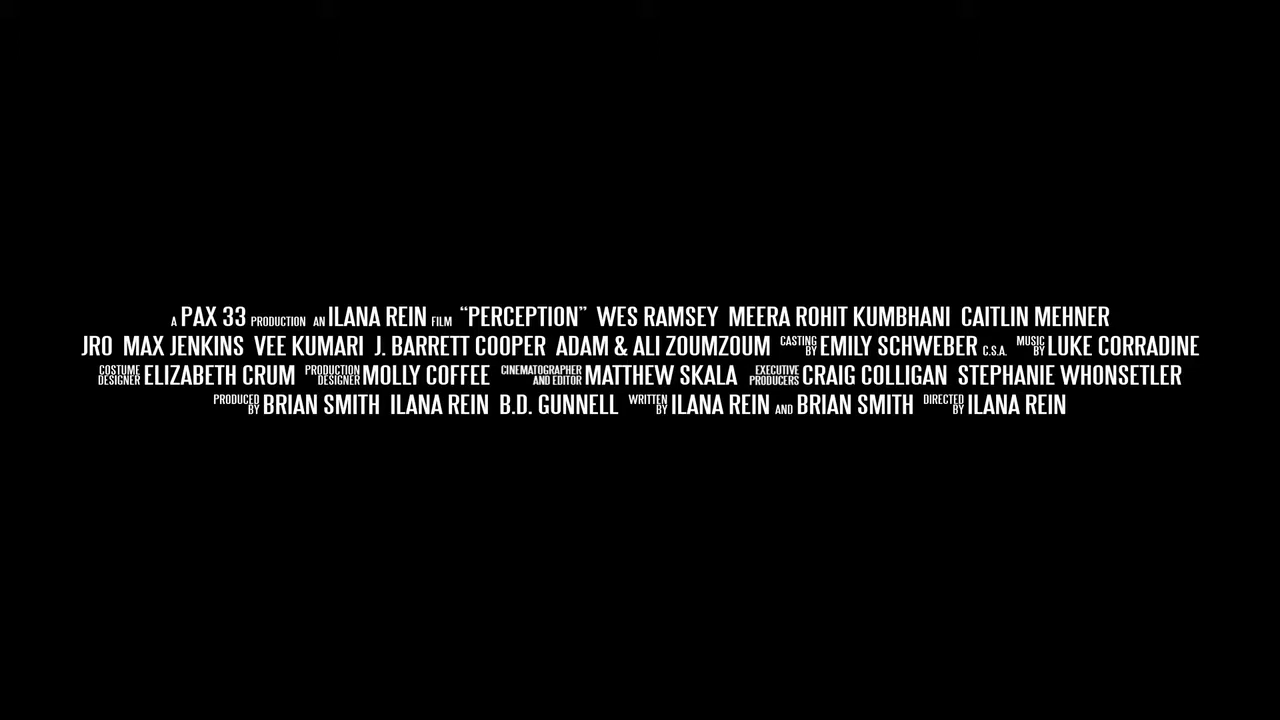 A PAX 33 PRODUCTION AN ILANA REIN FILM “PERCEPTION” WES RAMSEY MEERA ROHIT KUMBHANI CAITLIN MEHNER
JRO MAX JENKINS VEE KUMARI J. BARRETT COOPER ADAM & ALI ZOUMZOUM CASTING BY EMILY SCHWEBER C.S.A. MUSIC BY LUKE CORRADINE
COSTUME DESIGNER ELIZABETH CRUM PRODUCTION DESIGNER MOLLY COFFEE CINEMATOGRAPHER AND EDITOR MATTHEW SKALA EXECUTIVE PRODUCERS CRAIG COLLIGAN STEPHANIE WHONSETLER
PRODUCED BY BRIAN SMITH ILANA REIN B.D. GUNNELL WRITTEN BY ILANA REIN AND BRIAN SMITH DIRECTED BY ILANA REIN